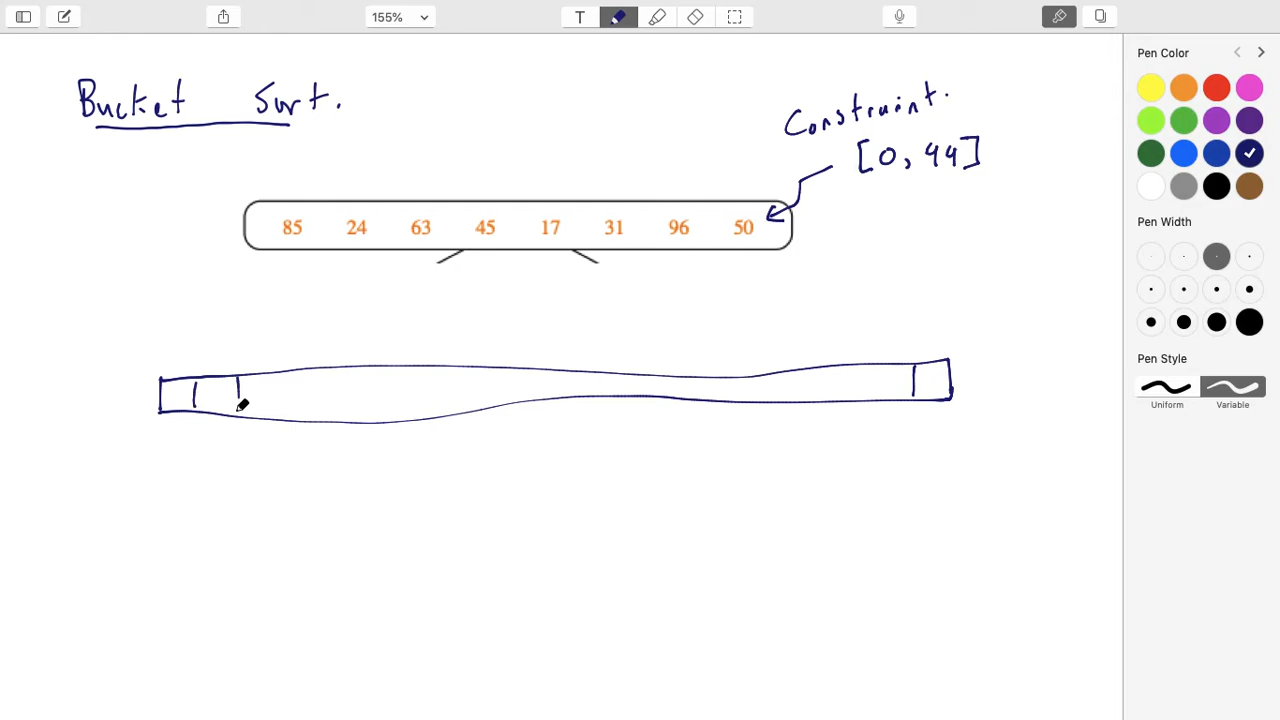 Bucket Sort.
Constraint.
[0, 99]
85 24 63 45 17 31 96 50
155%
T
Pen Color
Pen Width
Pen Style
Uniform Variable